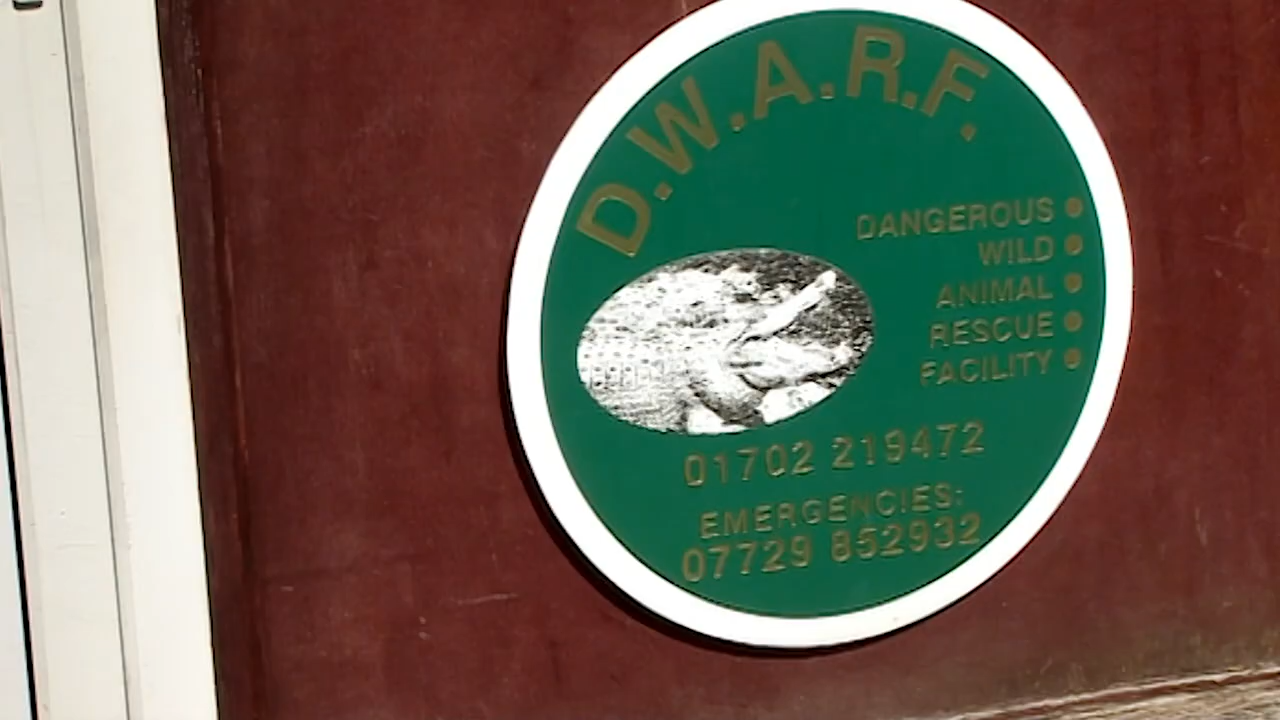 D.W.A.R.F.
DANGEROUS •
WILD •
ANIMAL •
RESCUE •
FACILITY •
01702 219472
EMERGENCIES:
07729 852932